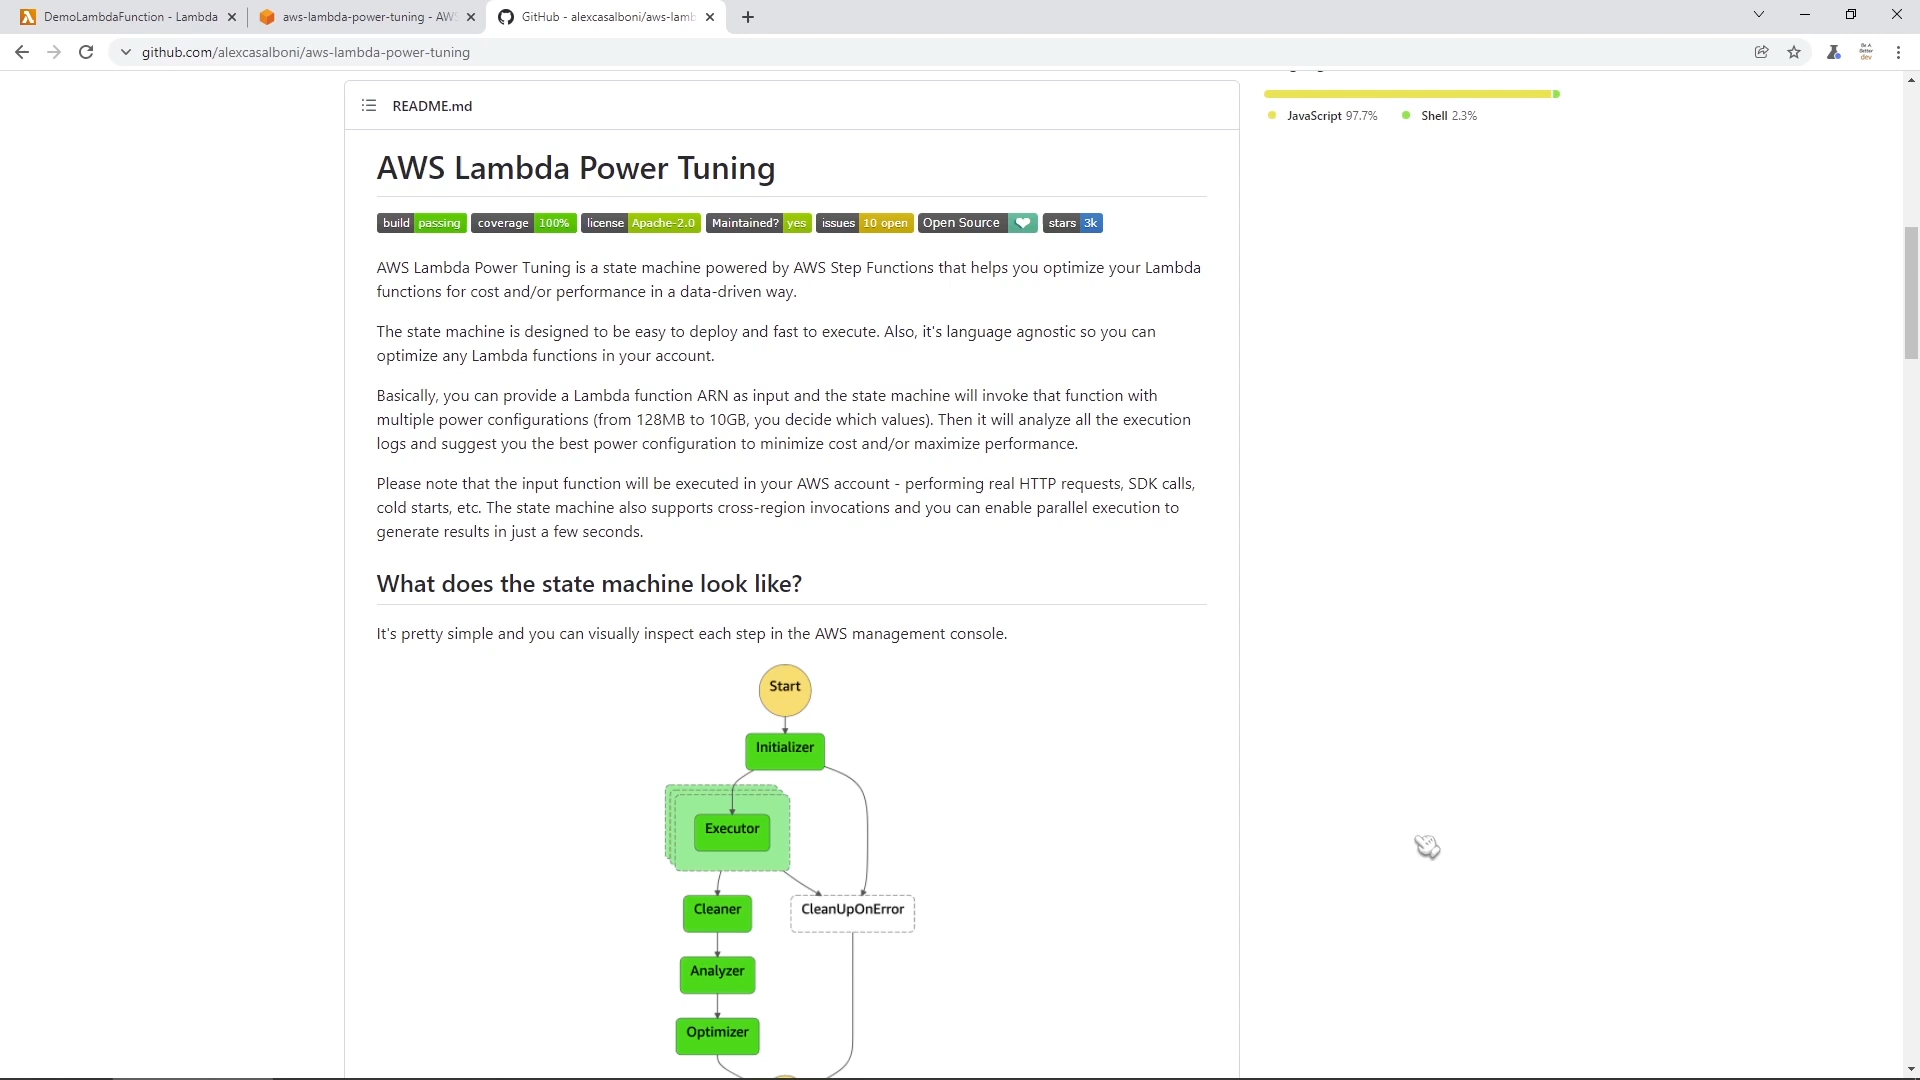 DemoLambdaFunction - Lambda
aws-lambda-power-tuning - AWS
GitHub - alexcasalboni/aws-lamb
github.com/alexcasalboni/aws-lambda-power-tuning
Be A
Better
dev
README.md
JavaScript 97.7%
Shell 2.3%
AWS Lambda Power Tuning
build passing
coverage 100%
license Apache-2.0
Maintained? yes
issues 10 open
Open Source
stars 3k
AWS Lambda Power Tuning is a state machine powered by AWS Step Functions that helps you optimize your Lambda
functions for cost and/or performance in a data-driven way.
The state machine is designed to be easy to deploy and fast to execute. Also, it's language agnostic so you can
optimize any Lambda functions in your account.
Basically, you can provide a Lambda function ARN as input and the state machine will invoke that function with
multiple power configurations (from 128MB to 10GB, you decide which values). Then it will analyze all the execution
logs and suggest you the best power configuration to minimize cost and/or maximize performance.
Please note that the input function will be executed in your AWS account - performing real HTTP requests, SDK calls,
cold starts, etc. The state machine also supports cross-region invocations and you can enable parallel execution to
generate results in just a few seconds.
What does the state machine look like?
It's pretty simple and you can visually inspect each step in the AWS management console.
Start
Initializer
Executor
Cleaner
CleanUpOnError
Analyzer
Optimizer